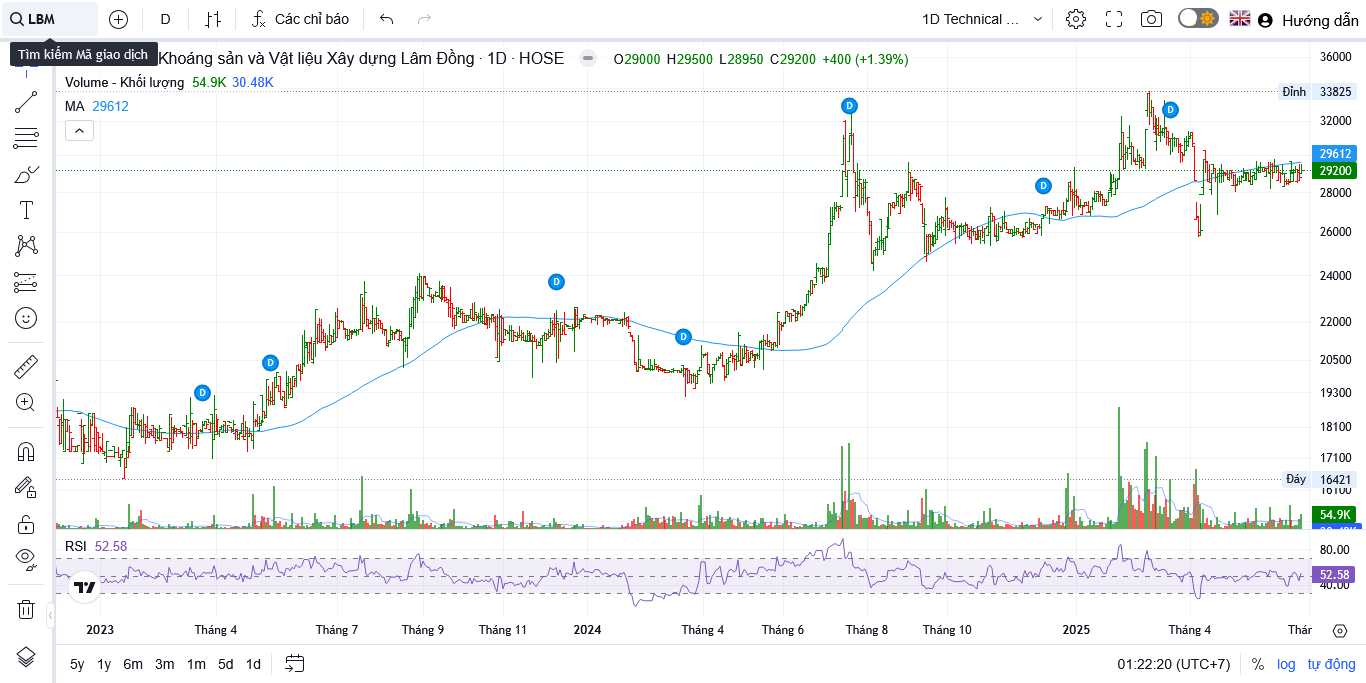 LBM D Các chỉ báo 1D Technical ... Hướng dẫn
Tìm kiếm Mã giao dịch
Khoáng sản và Vật liệu Xây dựng Lâm Đồng · 1D · HOSE O29000 H29500 L28950 C29200 +400 (+1.39%)
Volume - Khối lượng 54.9K 30.48K
MA 29612
36000
Đỉnh 33825
32000
29612
29200
28000
26000
24000
22000
20500
19300
18100
17100
Đáy 16421
16100
54.9K
D
D
D
D
D
D
D
RSI 52.58
80.00
52.58
40.00
2023 Tháng 4 Tháng 7 Tháng 9 Tháng 11 2024 Tháng 4 Tháng 6 Tháng 8 Tháng 10 2025 Tháng 4 Thár
5y 1y 6m 3m 1m 5d 1d 01:22:20 (UTC+7) % log tự động